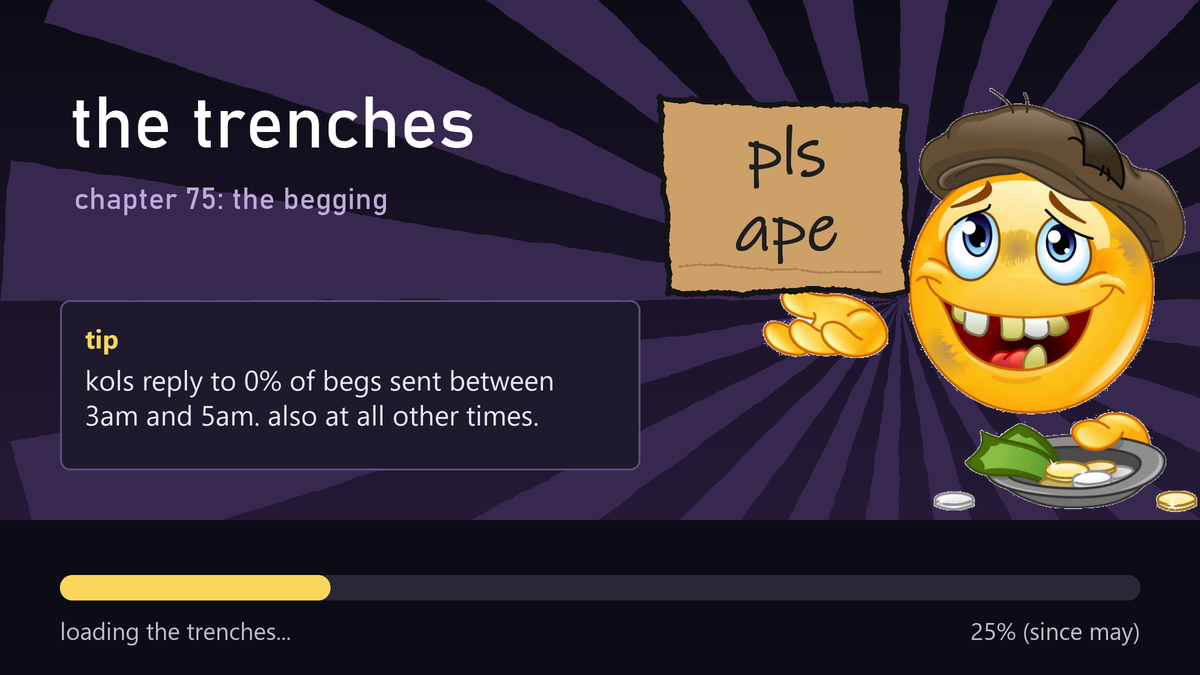 the trenches
chapter 75: the begging
pls
ape
tip
kols reply to 0% of begs sent between
3am and 5am. also at all other times.
loading the trenches...
25% (since may)